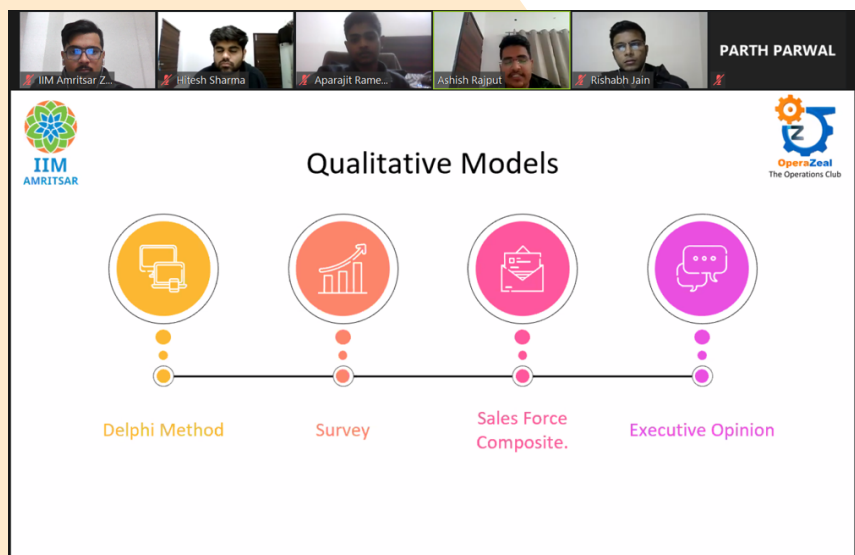 IIM Amritsar Z...
Hitesh Sharma
Aparajit Rame...
Ashish Rajput
Rishabh Jain
PARTH PARWAL
IIM
AMRITSAR
Qualitative Models
Z
OperaZeal
The Operations Club
Delphi Method
Survey
Sales Force
Composite.
Executive Opinion